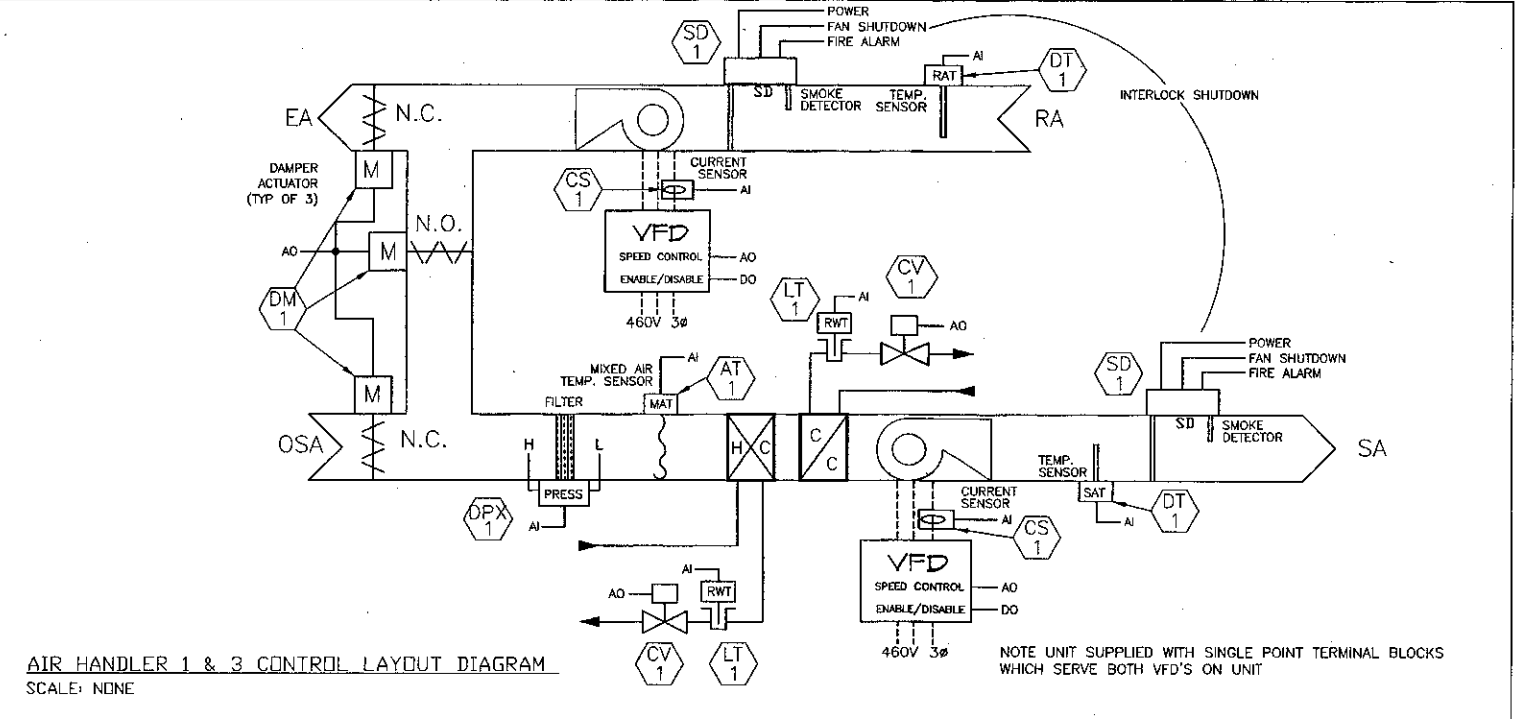 POWER
FAN SHUTDOWN
FIRE ALARM
SD
1
AI
RAT
DT
1
SD
SMOKE
DETECTOR
TEMP.
SENSOR
INTERLOCK SHUTDOWN
EA
N.C.
RA
M
DAMPER
ACTUATOR
(TYP OF 3)
CURRENT
SENSOR
CS
1
AI
N.O.
VFD
SPEED CONTROL
AO
ENABLE/DISABLE
DO
460V 3ø
AO
M
DM
1
LT
1
AI
RWT
CV
1
AO
POWER
FAN SHUTDOWN
FIRE ALARM
SD
1
MIXED AIR
TEMP. SENSOR
AI
AT
1
M
FILTER
MAT
OSA
N.C.
H
L
H C
C
C
SD
SMOKE
DETECTOR
SA
TEMP.
SENSOR
PRESS
SAT
DT
1
AI
DPX
1
AI
CURRENT
SENSOR
AI
CS
1
VFD
SPEED CONTROL
AO
ENABLE/DISABLE
DO
460V 3ø
AI
AO
RWT
CV
1
LT
1
AIR HANDLER 1 & 3 CONTROL LAYOUT DIAGRAM
SCALE: NONE
NOTE UNIT SUPPLIED WITH SINGLE POINT TERMINAL BLOCKS
WHICH SERVE BOTH VFD'S ON UNIT